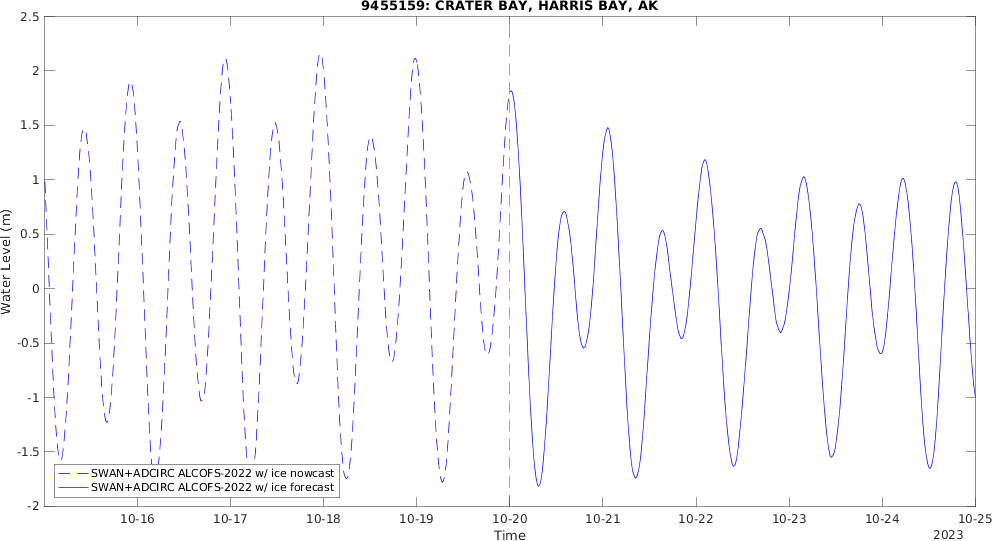 9455159: CRATER BAY, HARRIS BAY, AK
2.5
2
1.5
1
0.5
0
-0.5
-1
-1.5
-2
Water Level (m)
SWAN+ADCIRC ALCOFS-2022 w/ ice nowcast
SWAN+ADCIRC ALCOFS-2022 w/ ice forecast
10-16 10-17 10-18 10-19 10-20 10-21 10-22 10-23 10-24 10-25
Time
2023